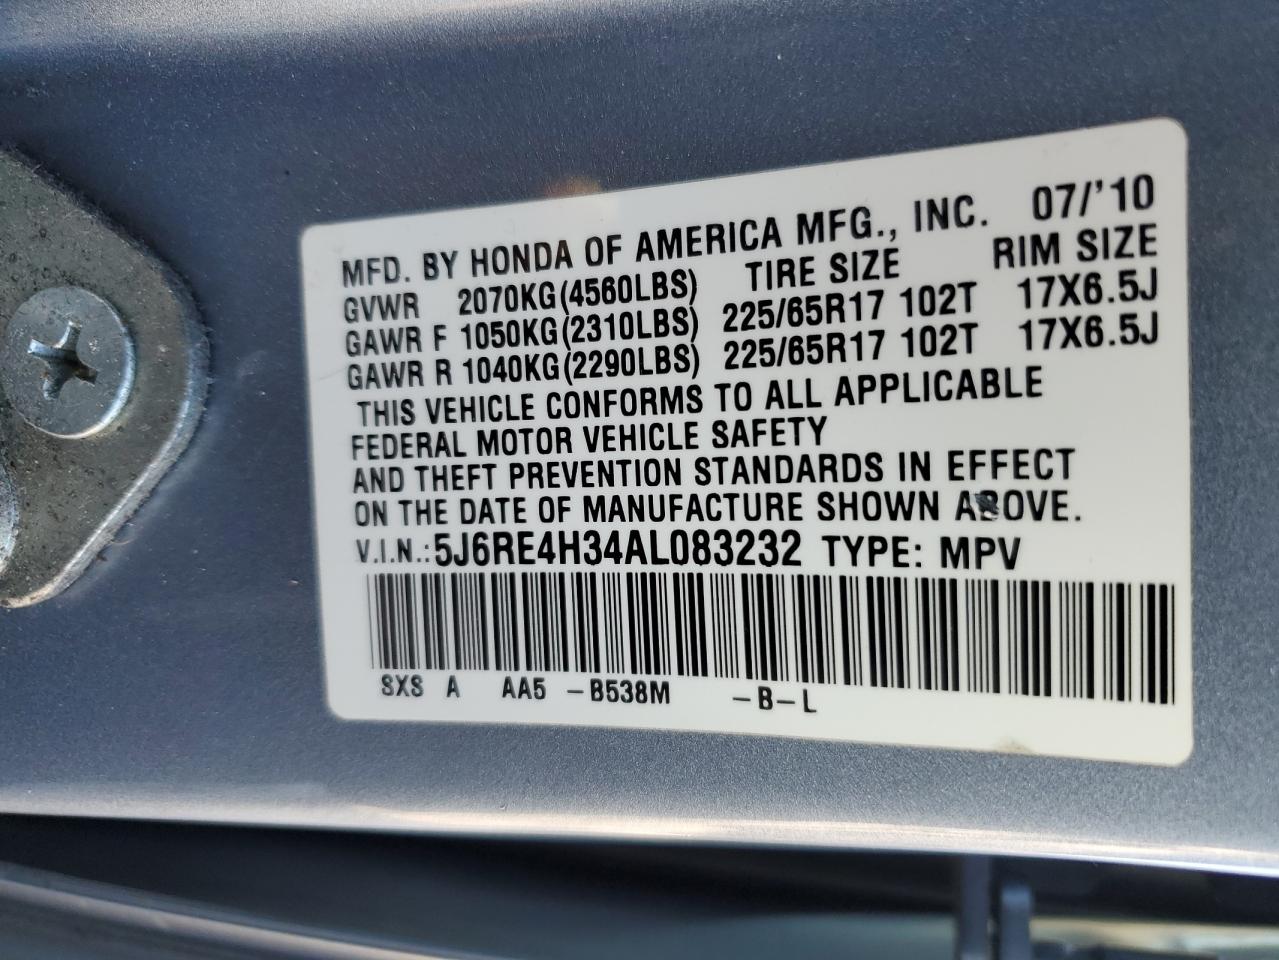 MFD. BY HONDA OF AMERICA MFG., INC. 07/'10
GVWR 2070KG(4560LBS) TIRE SIZE RIM SIZE
GAWR F 1050KG(2310LBS) 225/65R17 102T 17X6.5J
GAWR R 1040KG(2290LBS) 225/65R17 102T 17X6.5J
THIS VEHICLE CONFORMS TO ALL APPLICABLE
FEDERAL MOTOR VEHICLE SAFETY
AND THEFT PREVENTION STANDARDS IN EFFECT
ON THE DATE OF MANUFACTURE SHOWN ABOVE.
V.I.N.: 5J6RE4H34AL083232 TYPE: MPV
SXS A AA5 -B538M -B-L